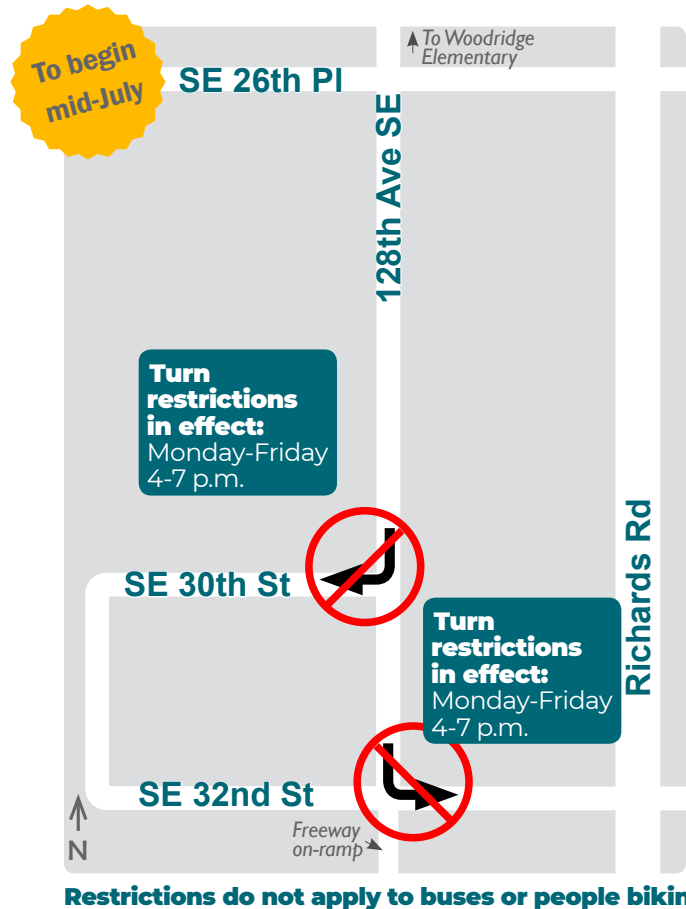 To begin
mid-July
To Woodridge
Elementary
SE 26th Pl
128th Ave SE
Turn
restrictions
in effect:
Monday-Friday
4-7 p.m.
SE 30th St
Richards Rd
Turn
restrictions
in effect:
Monday-Friday
4-7 p.m.
SE 32nd St
Freeway
on-ramp
N
Restrictions do not apply to buses or people bikin